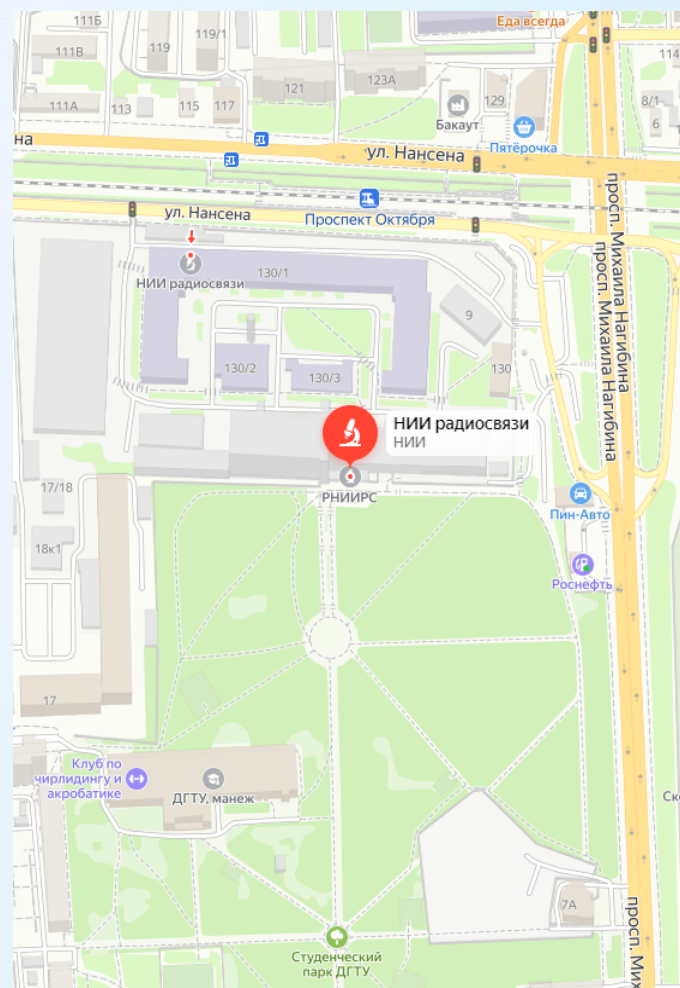 Еда всегда
111Б
119/1
119
111В
121
123А
114
111А
113
115
117
129
8/1
6
Бакаут
Пятёрочка
на
ул. Нансена
ул. Нансена
Проспект Октября
просп. Михаила Нагибина
просп. Михаила Нагибина
НИИ радиосвязи
130/1
9
130/2
130/3
130
НИИ радиосвязи
НИИ
17/18
РНИИРС
Пин-Авто
18к1
Роснефть
17
Клуб по
чирлидингу и
акробатике
ДГТУ, манеж
Ск
7А
просп. Мих
Студенческий
парк ДГТУ